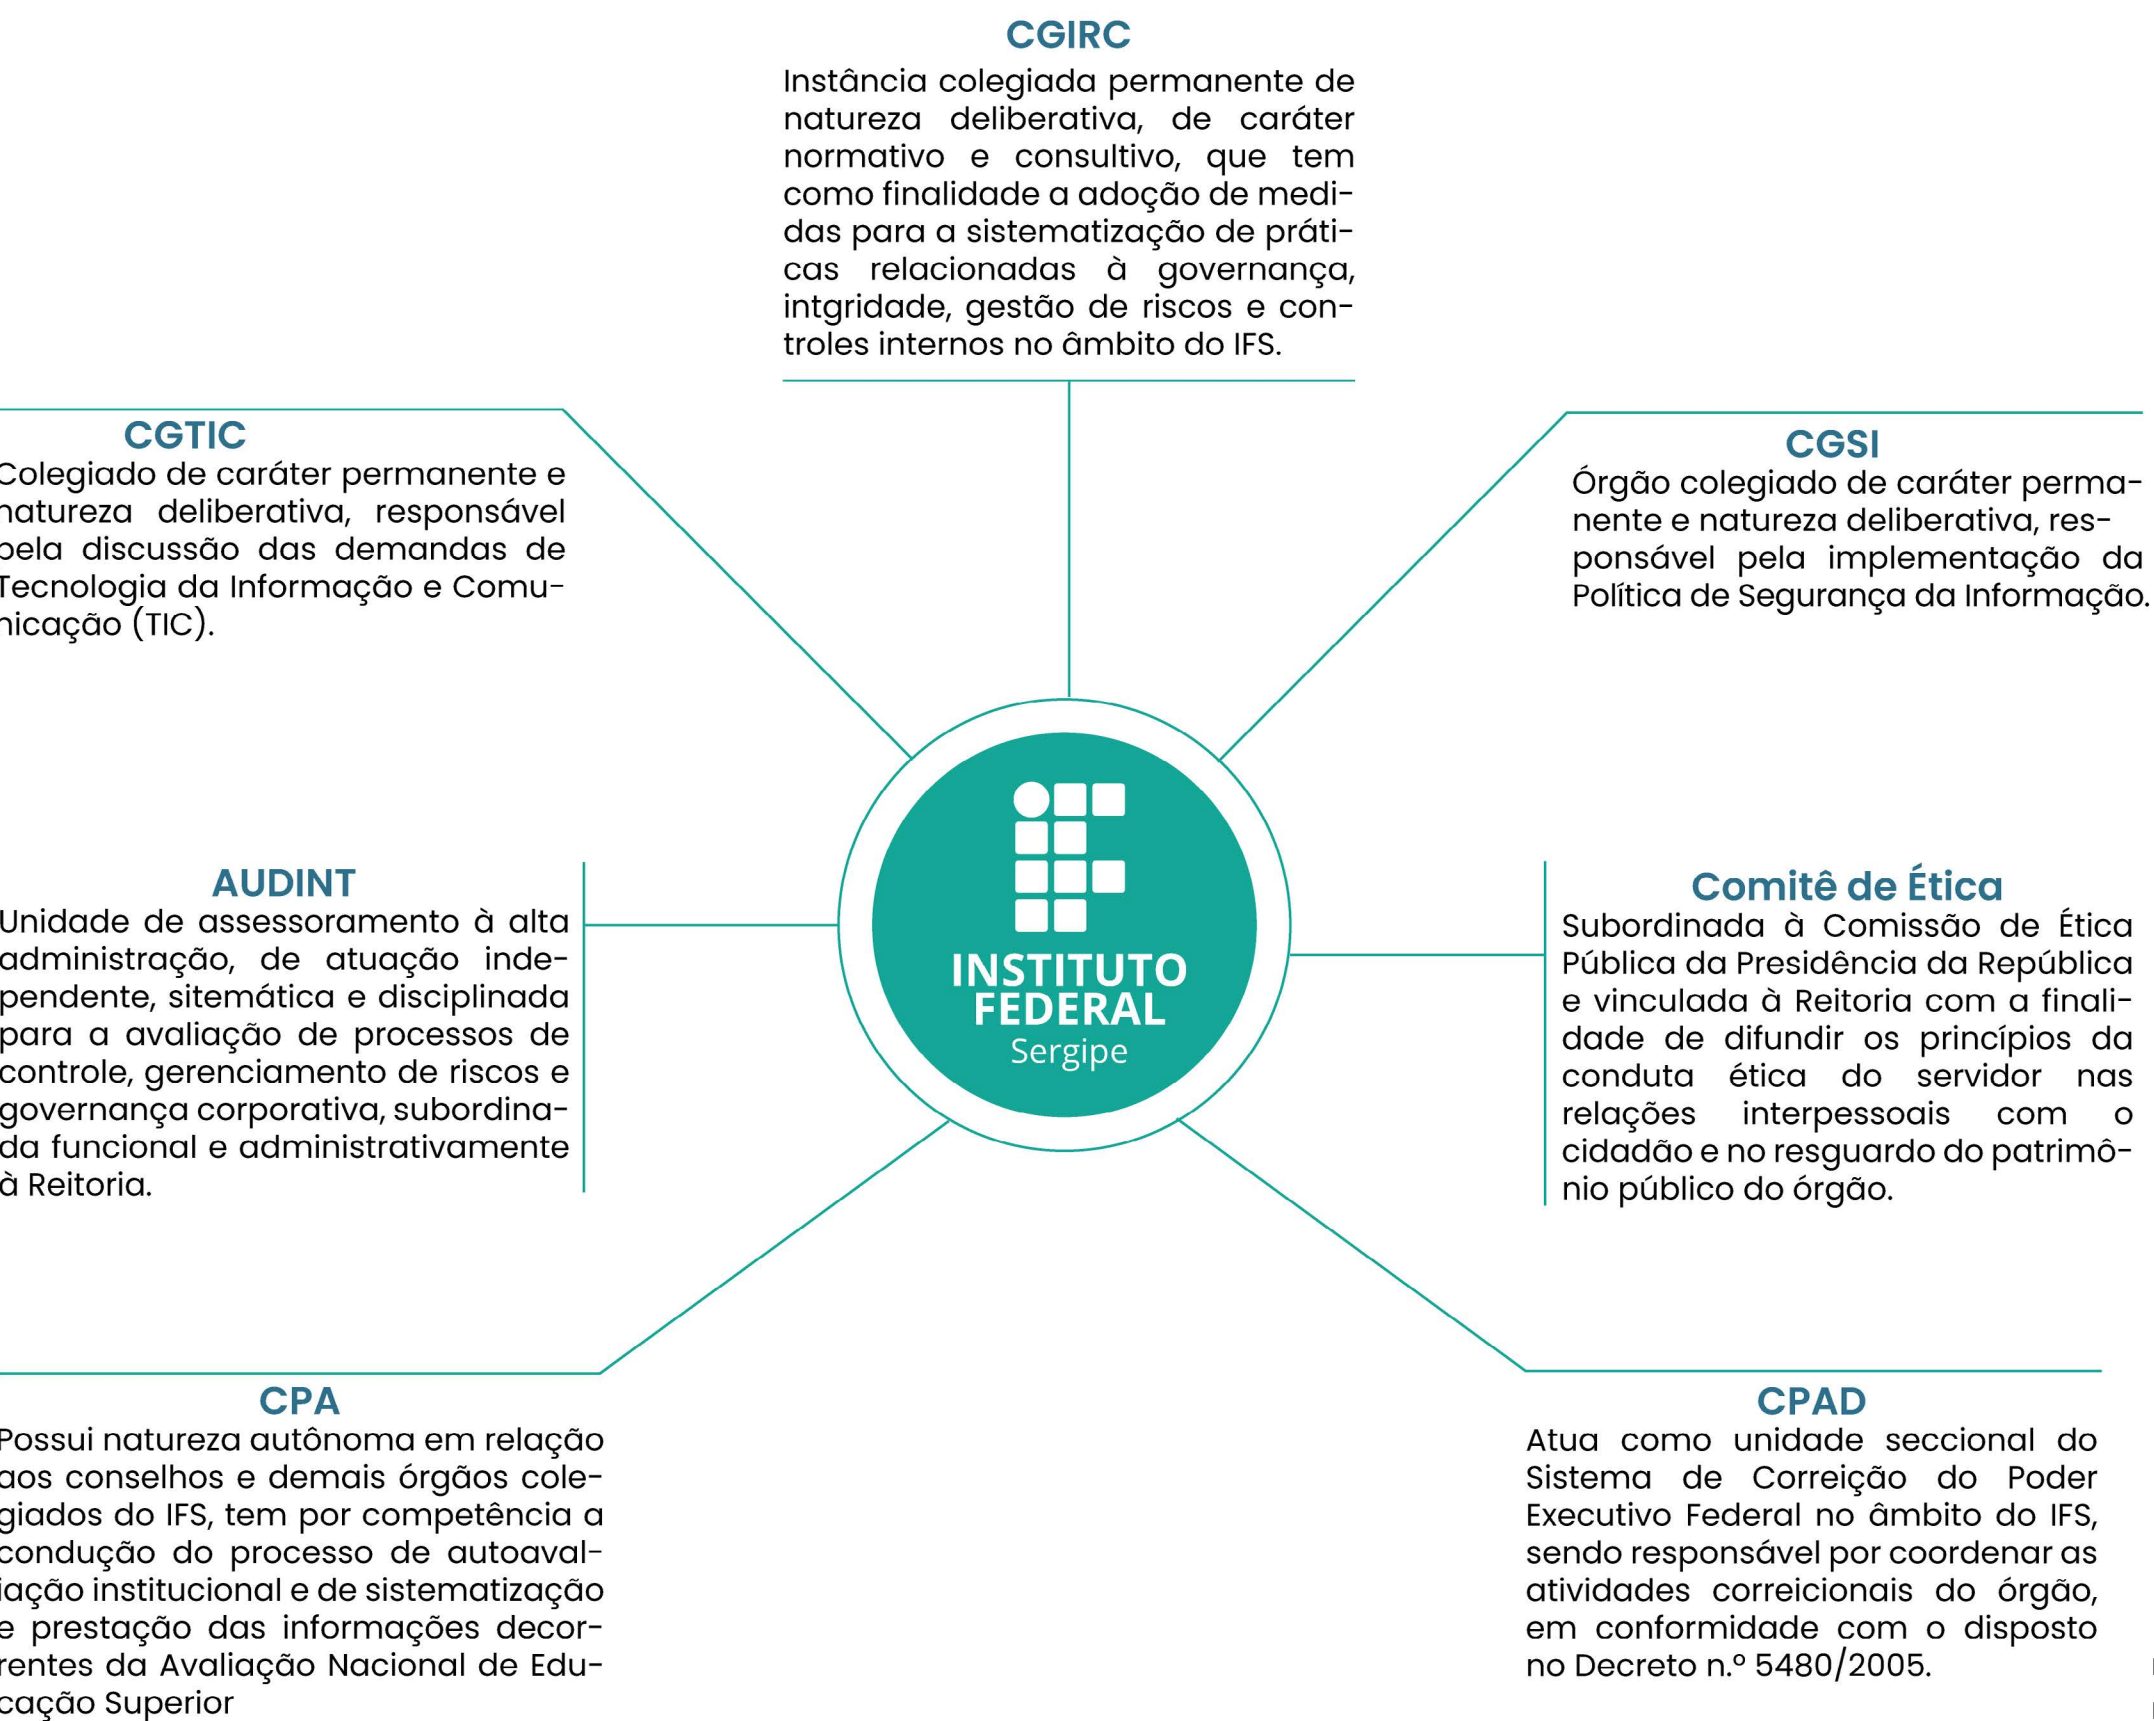 CGIRC
Instância colegiada permanente de
natureza deliberativa, de caráter
normativo e consultivo, que tem
como finalidade a adoção de medi-
das para a sistematização de práti-
cas relacionadas à governança,
intgridade, gestão de riscos e con-
troles internos no âmbito do IFS.
CGTIC
Colegiado de caráter permanente e
natureza deliberativa, responsável
pela discussão das demandas de
Tecnologia da Informação e Comu-
nicação (TIC).
CGSI
Órgão colegiado de caráter perma-
nente e natureza deliberativa, res-
ponsável pela implementação da
Política de Segurança da Informação.
AUDINT
Unidade de assessoramento à alta
administração, de atuação inde-
pendente, sitemática e disciplinada
para a avaliação de processos de
controle, gerenciamento de riscos e
governança corporativa, subordina-
da funcional e administrativamente
à Reitoria.
INSTITUTO
FEDERAL
Sergipe
Comitê de Ética
Subordinada à Comissão de Ética
Pública da Presidência da República
e vinculada à Reitoria com a finali-
dade de difundir os princípios da
conduta ética do servidor nas
relações interpessoais com o
cidadão e no resguardo do patrimô-
nio público do órgão.
CPA
Possui natureza autônoma em relação
aos conselhos e demais órgãos cole-
giados do IFS, tem por competência a
condução do processo de autoaval-
iação institucional e de sistematização
e prestação das informações decor-
rentes da Avaliação Nacional de Edu-
cação Superior
CPAD
Atua como unidade seccional do
Sistema de Correição do Poder
Executivo Federal no âmbito do IFS,
sendo responsável por coordenar as
atividades correicionais do órgão,
em conformidade com o disposto
no Decreto n.º 5480/2005.